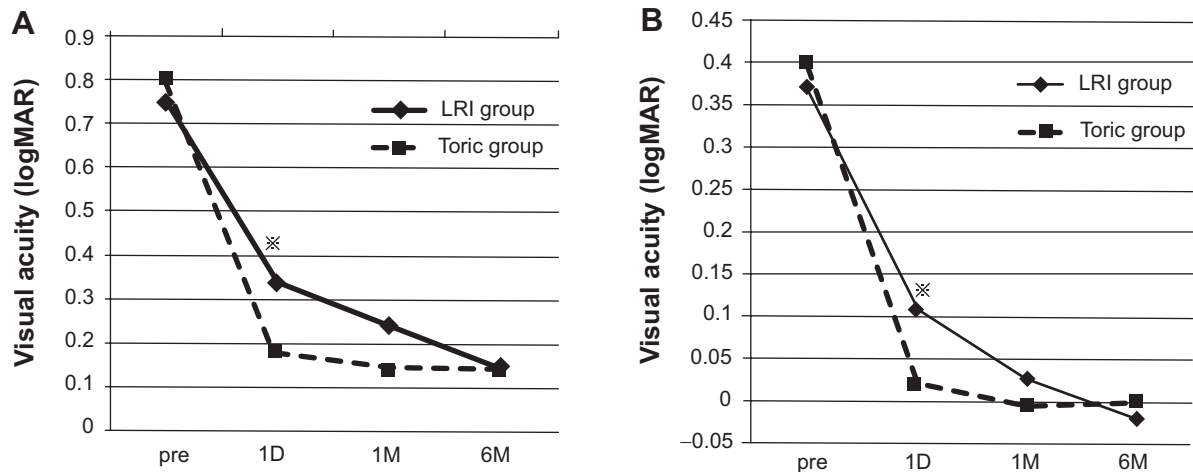 A
Visual acuity (logMAR)
0.9
0.8
0.7
0.6
0.5
0.4
0.3
0.2
0.1
0
LRI group
Toric group
※
pre 1D 1M 6M
B
Visual acuity (logMAR)
0.45
0.4
0.35
0.3
0.25
0.2
0.15
0.1
0.05
0
−0.05
LRI group
Toric group
※
pre 1D 1M 6M